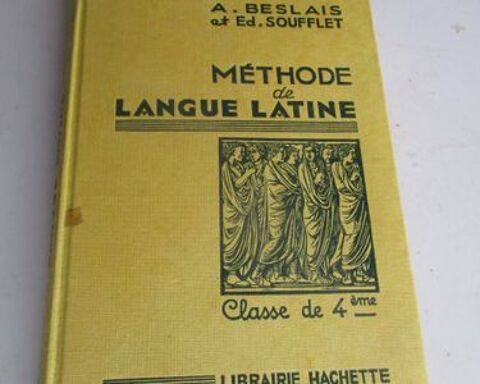 A. BESLAIS
et Ed. SOUFFLET
MÉTHODE
de
LANGUE LATINE
Classe de 4ème
LIBRAIRIE HACHETTE